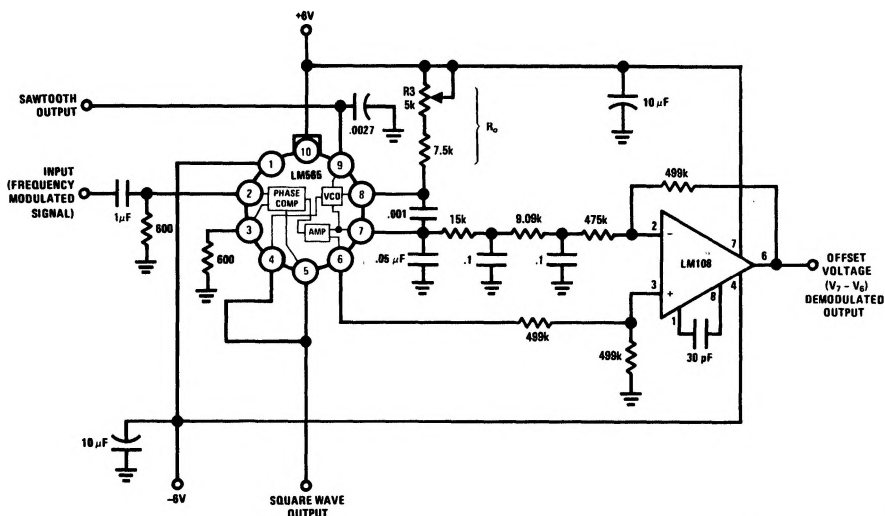 +6V
SAWTOOTH
OUTPUT
.0027
R3
5k
Ro
10 μF
7.5k
INPUT
(FREQUENCY
MODULATED
SIGNAL)
1μF
600
600
LM565
PHASE
COMP
VCO
AMP
1
2
3
4
5
6
7
8
9
10
.001
.05 μF
15k
.1
9.09k
.1
475k
499k
499k
499k
2
−
3
+
LM108
7
6
4
8
1
30 pF
OFFSET
VOLTAGE
(V7 − V6)
DEMODULATED
OUTPUT
10 μF
−6V
SQUARE WAVE
OUTPUT